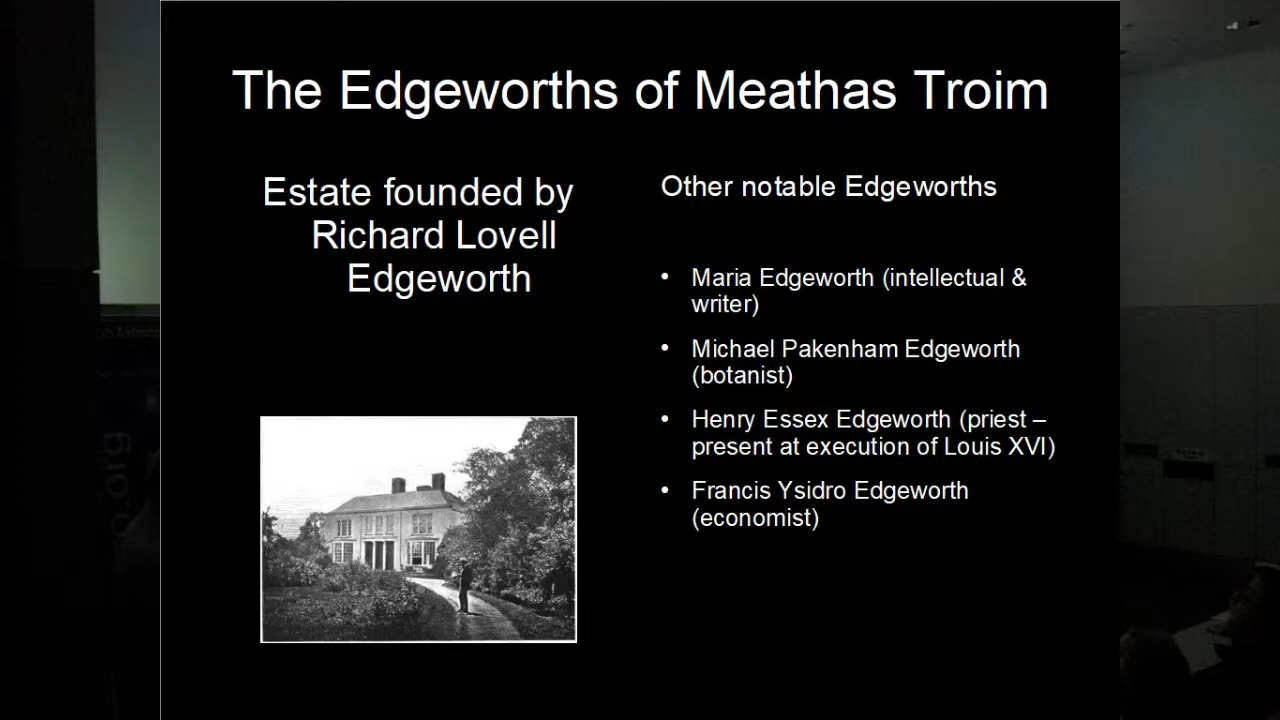 The Edgeworths of Meathas Troim
Estate founded by
Richard Lovell
Edgeworth
Other notable Edgeworths
• Maria Edgeworth (intellectual &
writer)
• Michael Pakenham Edgeworth
(botanist)
• Henry Essex Edgeworth (priest –
present at execution of Louis XVI)
• Francis Ysidro Edgeworth
(economist)
.org